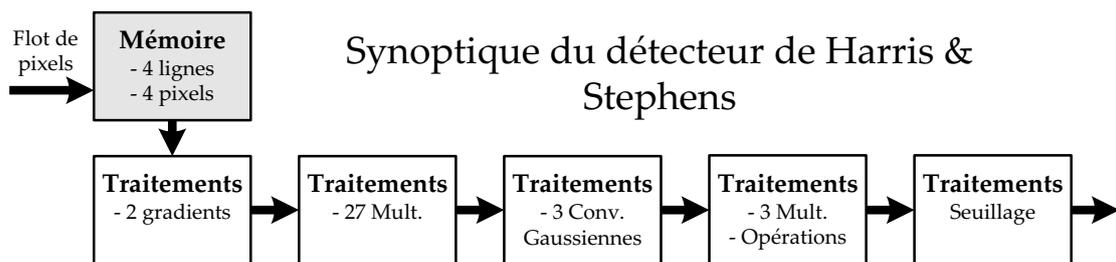 Flot de
pixels
Mémoire
- 4 lignes
- 4 pixels
Synoptique du détecteur de Harris &
Stephens
Traitements
- 2 gradients
Traitements
- 27 Mult.
Traitements
- 3 Conv.
Gaussiennes
Traitements
- 3 Mult.
- Opérations
Traitements
Seuillage